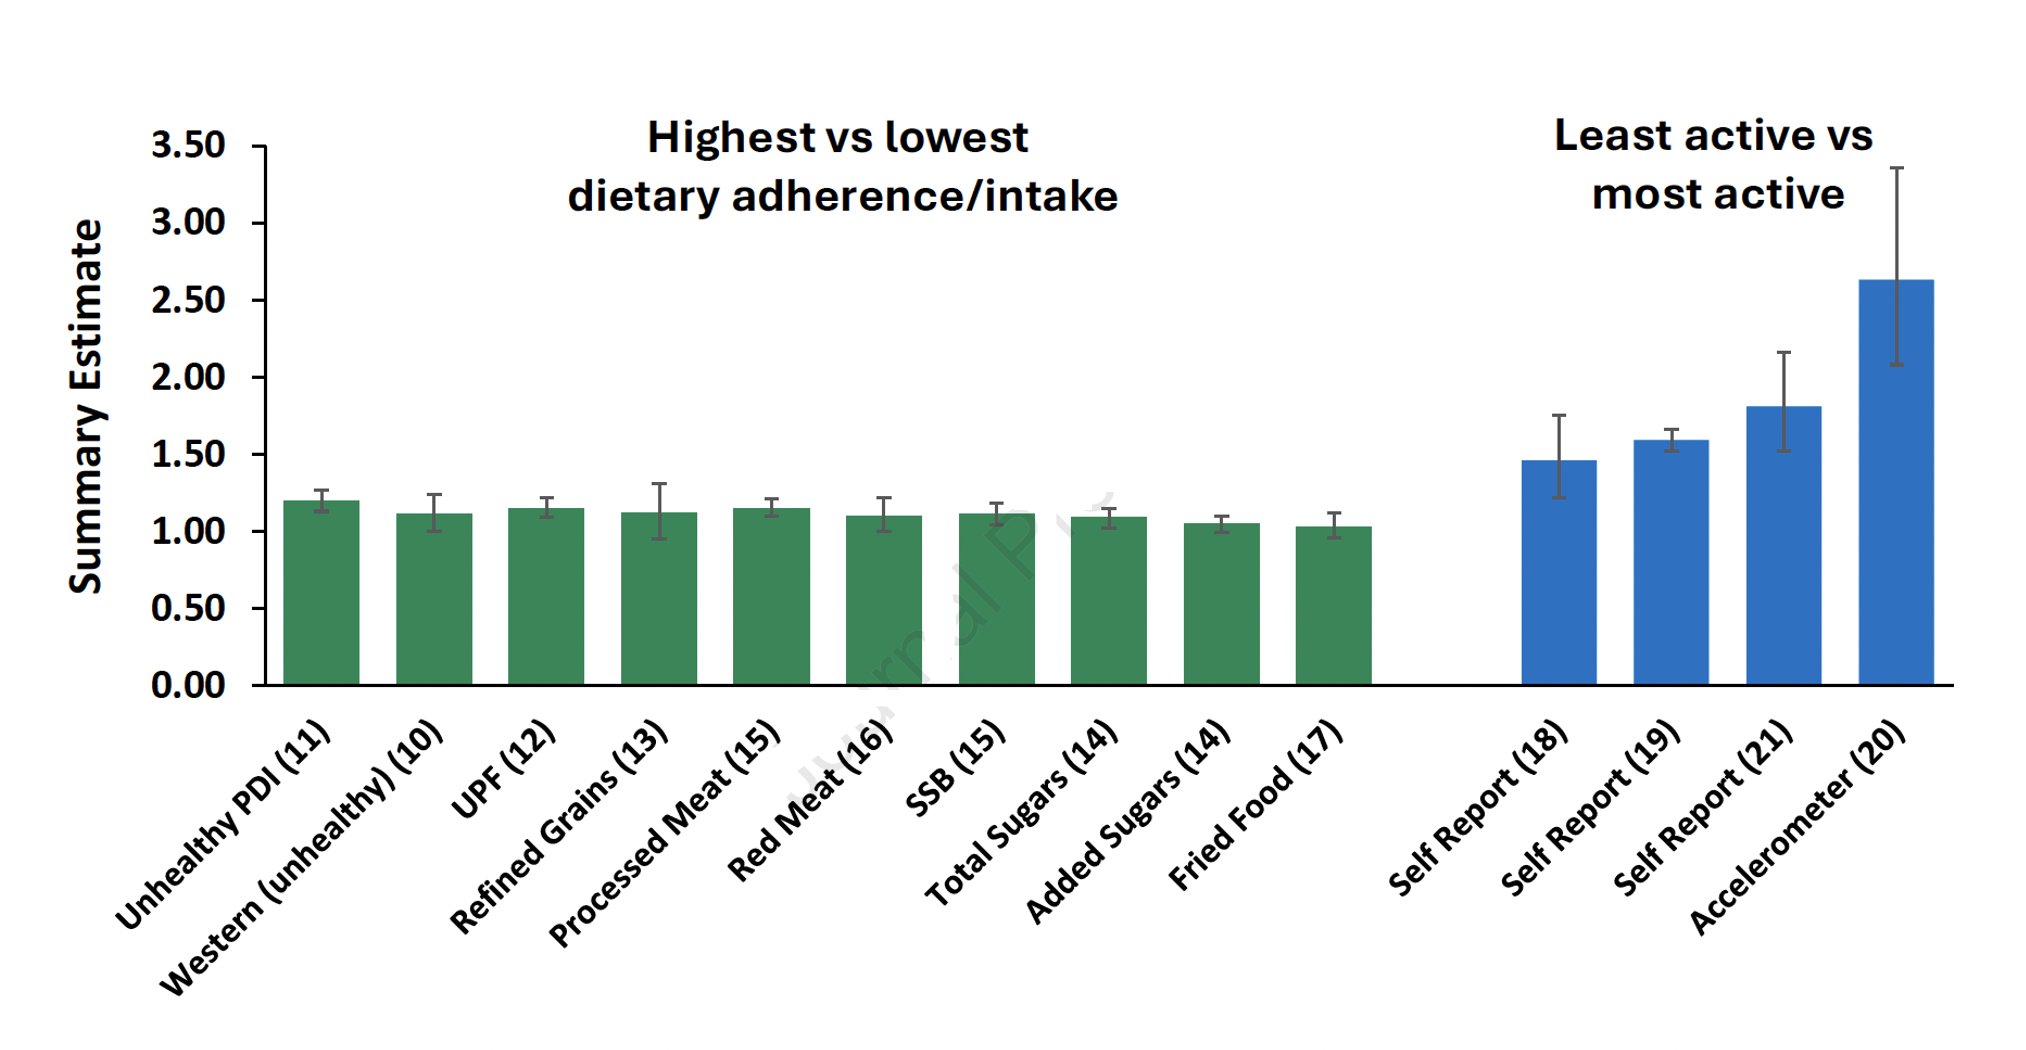 Highest vs lowest
dietary adherence/intake
Least active vs
most active
Summary Estimate
3.50
3.00
2.50
2.00
1.50
1.00
0.50
0.00
Unhealthy PDI (11)
Western (unhealthy) (10)
UPF (12)
Refined Grains (13)
Processed Meat (15)
Red Meat (16)
SSB (15)
Total Sugars (14)
Added Sugars (14)
Fried Food (17)
Self Report (18)
Self Report (19)
Self Report (21)
Accelerometer (20)